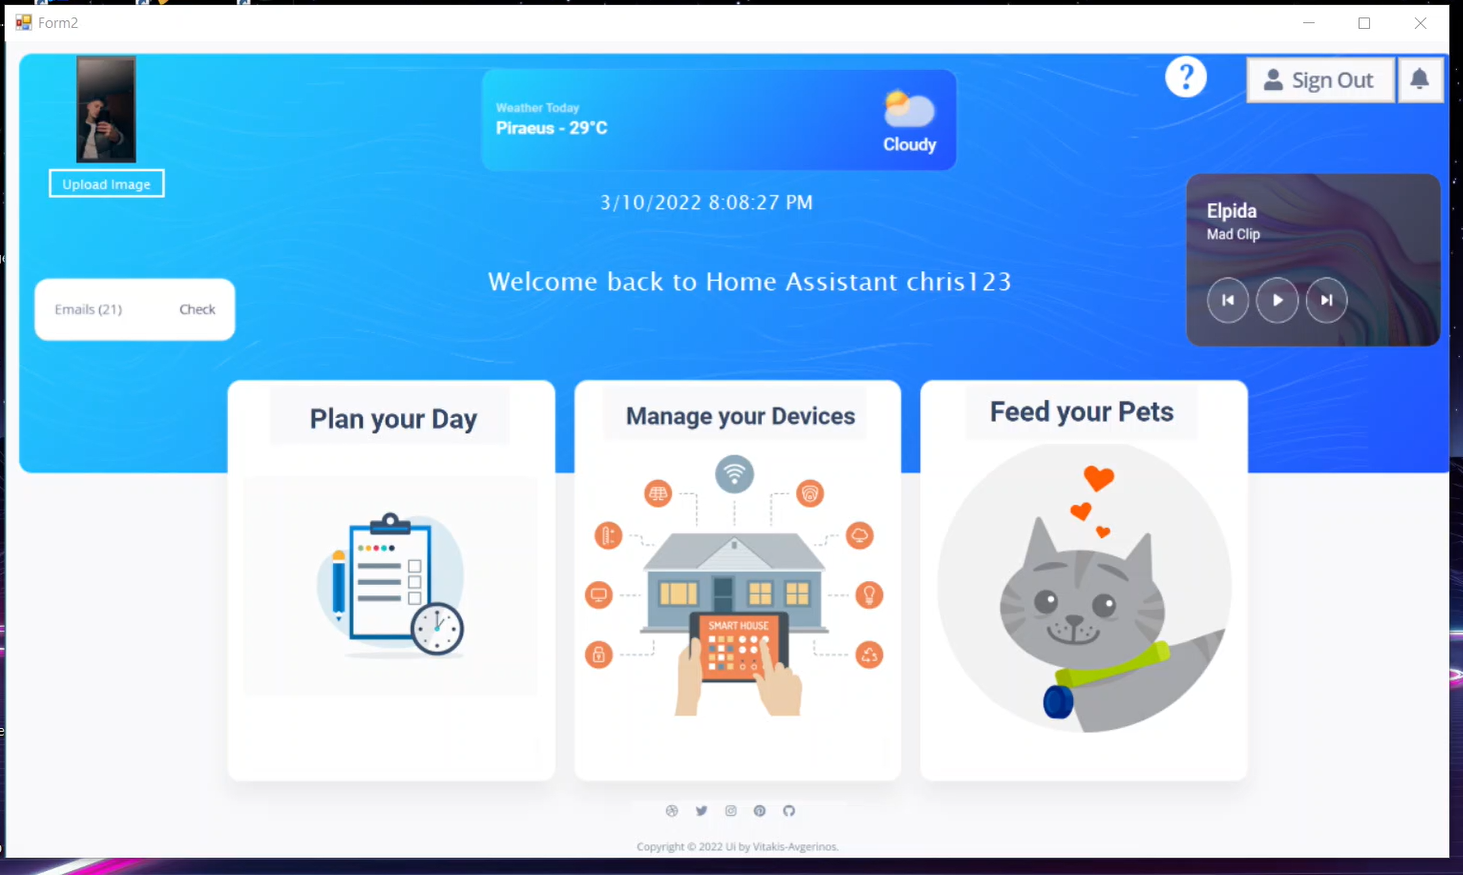 Form2
Weather Today
Piraeus - 29°C
Cloudy
?
Sign Out
Upload Image
3/10/2022 8:08:27 PM
Elpida
Mad Clip
Welcome back to Home Assistant chris123
Emails (21)
Check
Plan your Day
Manage your Devices
Feed your Pets
SMART HOUSE
Copyright © 2022 Ui by Vitakis-Avgerinos.